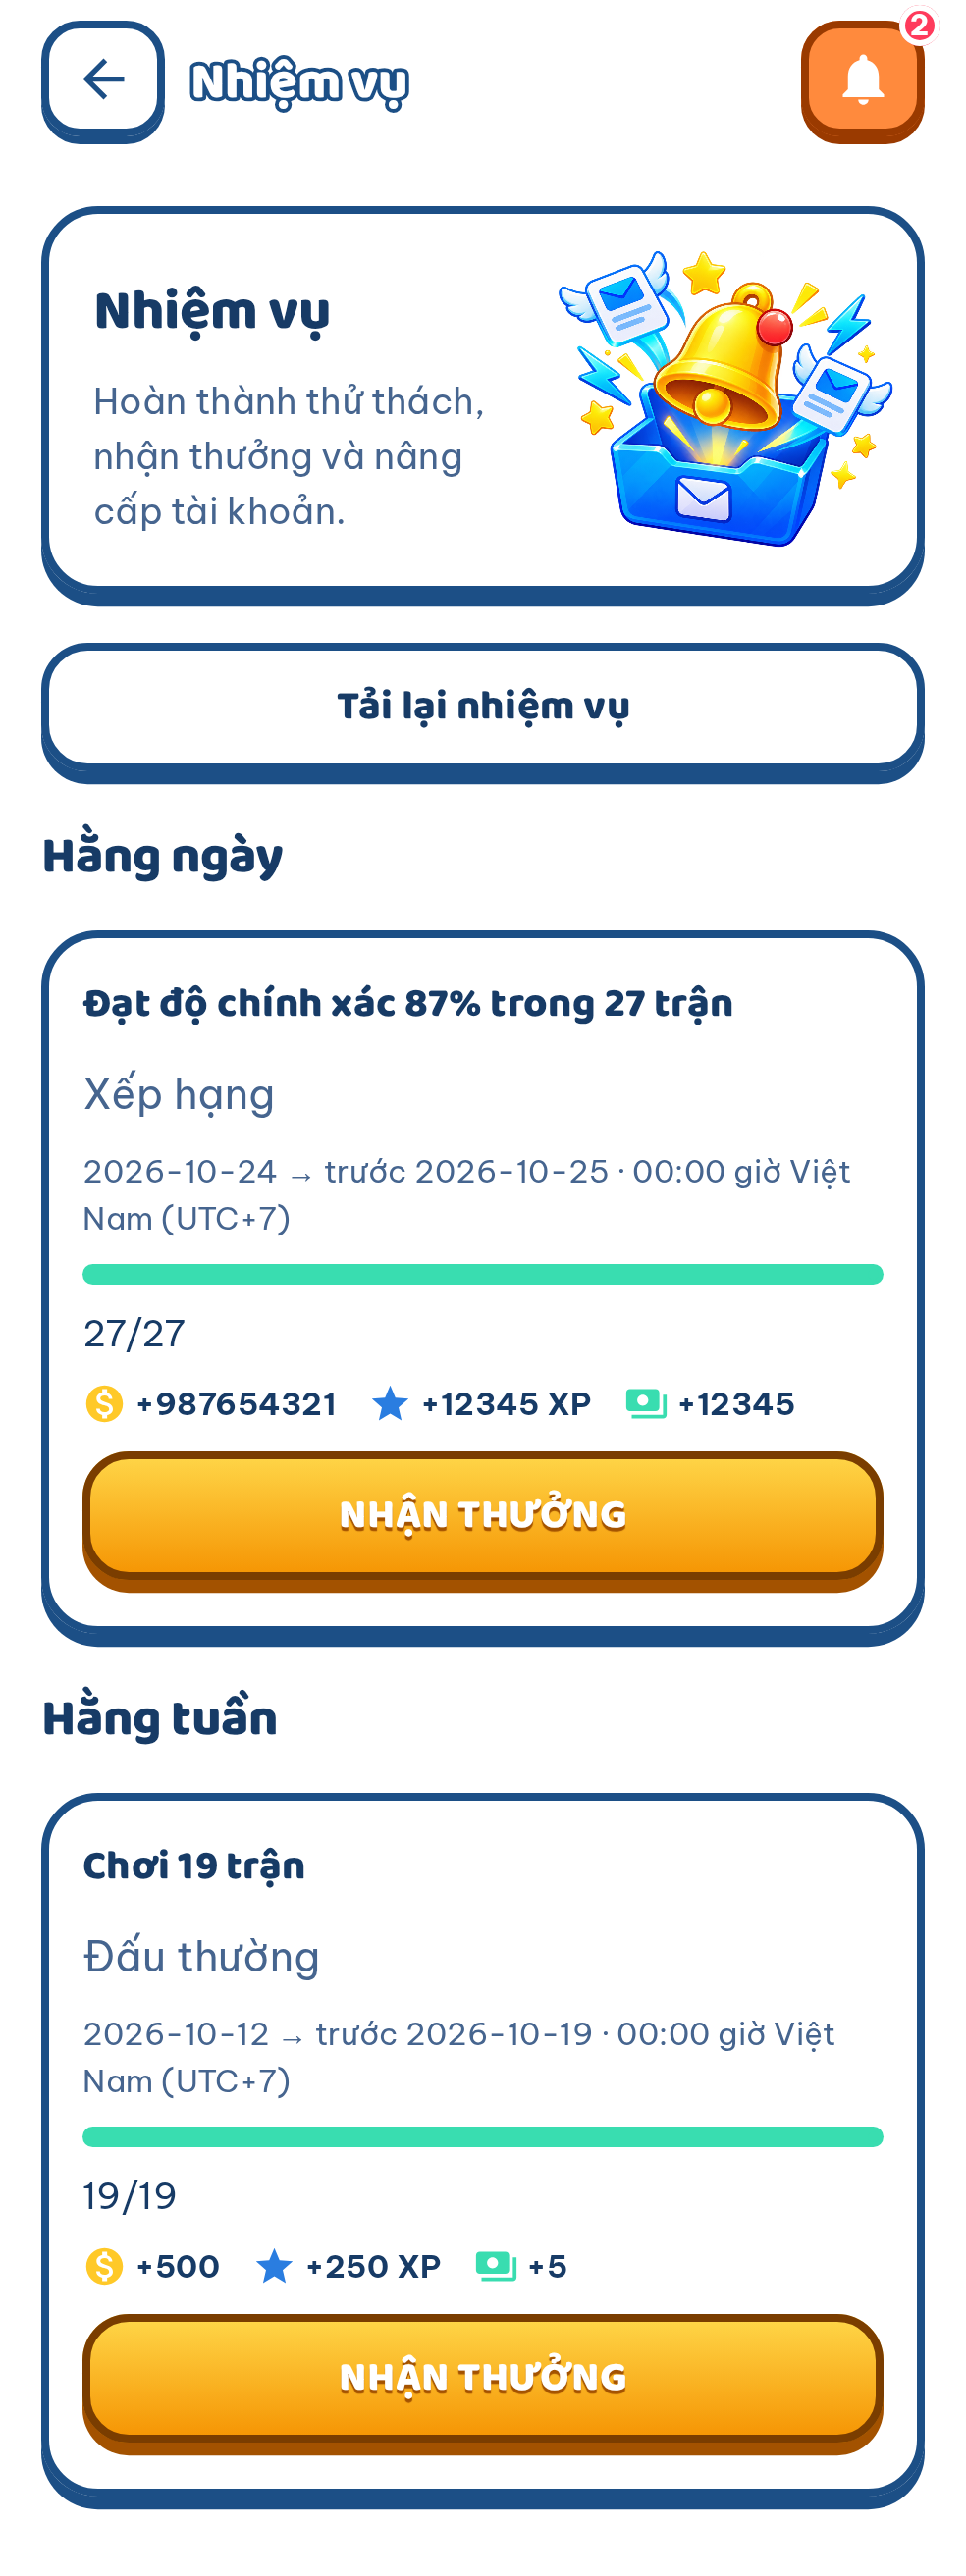 Nhiệm vụ
2
Nhiệm vụ
Hoàn thành thử thách,
nhận thưởng và nâng
cấp tài khoản.
Tải lại nhiệm vụ
Hằng ngày
Đạt độ chính xác 87% trong 27 trận
Xếp hạng
2026-10-24 → trước 2026-10-25 · 00:00 giờ Việt
Nam (UTC+7)
27/27
+987654321 +12345 XP +12345
NHẬN THƯỞNG
Hằng tuần
Chơi 19 trận
Đấu thường
2026-10-12 → trước 2026-10-19 · 00:00 giờ Việt
Nam (UTC+7)
19/19
+500 +250 XP +5
NHẬN THƯỞNG